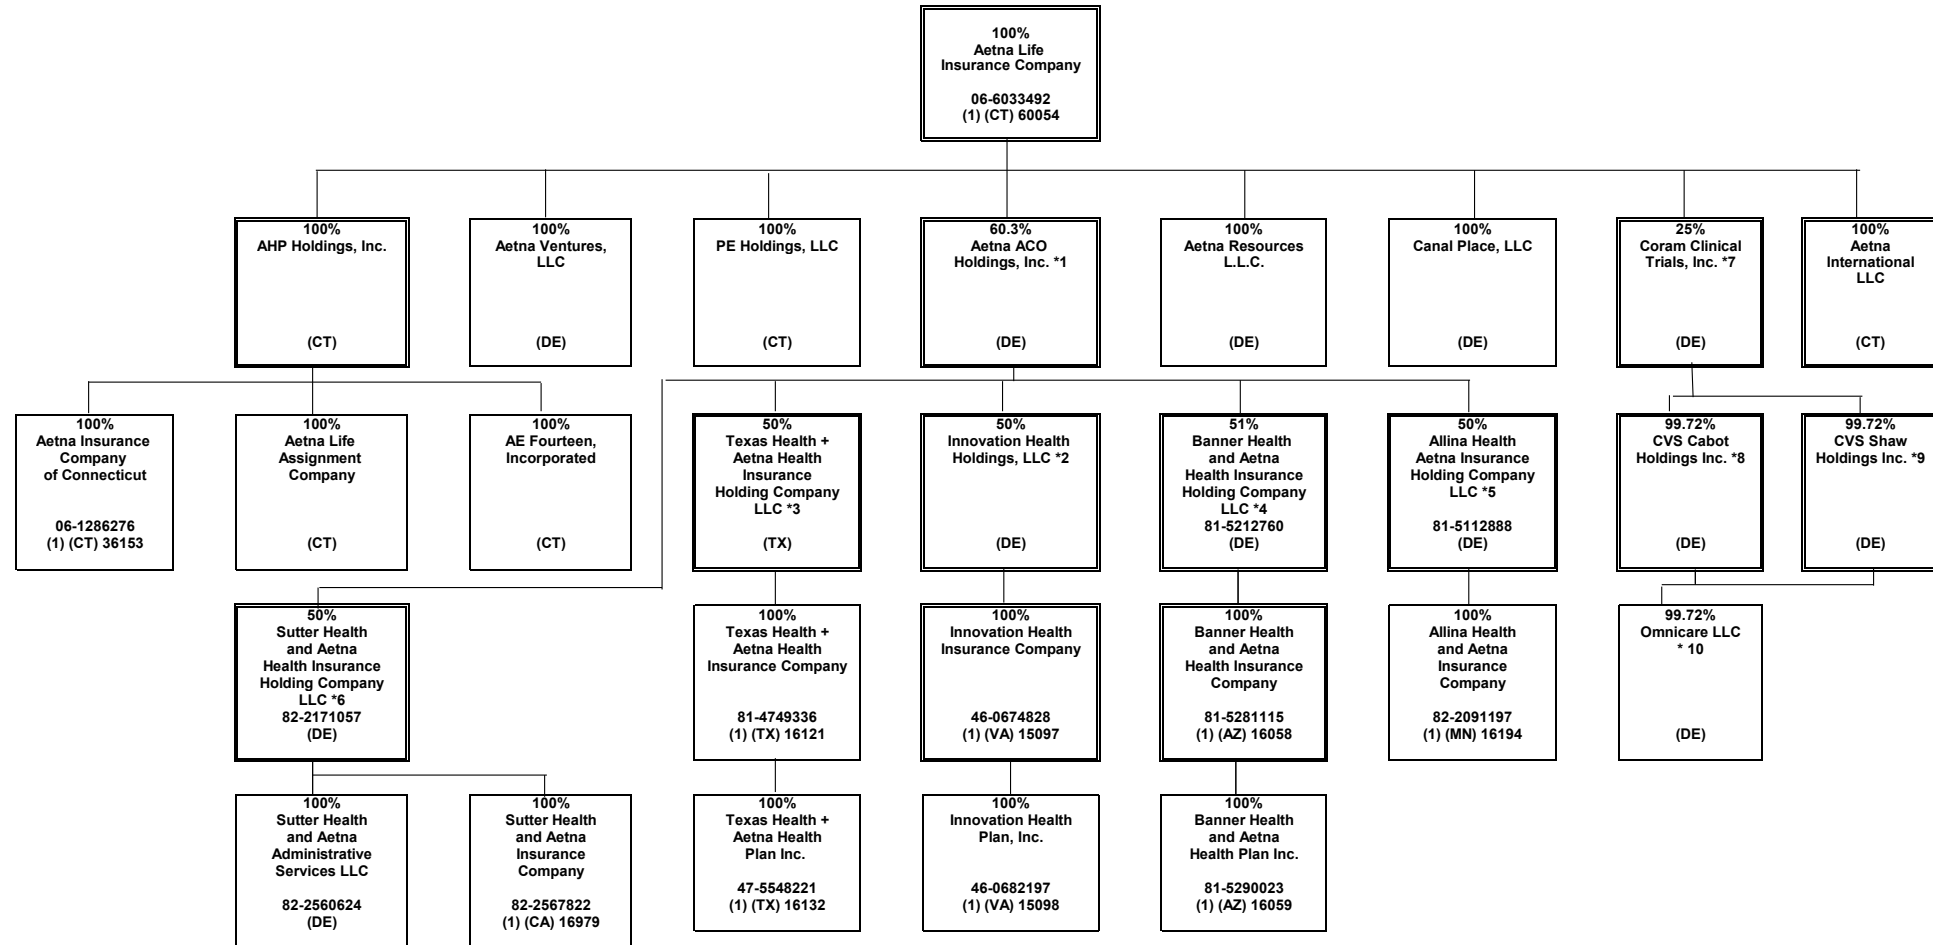 100%
Aetna Life
Insurance Company
06-6033492
(1) (CT) 60054
100%
AHP Holdings, Inc.
(CT)
100%
Aetna Ventures,
LLC
(DE)
100%
PE Holdings, LLC
(CT)
60.3%
Aetna ACO
Holdings, Inc. *1
(DE)
100%
Aetna Resources
L.L.C.
(DE)
100%
Canal Place, LLC
(DE)
25%
Coram Clinical
Trials, Inc. *7
(DE)
100%
Aetna
International
LLC
(CT)
100%
Aetna Insurance
Company
of Connecticut
06-1286276
(1) (CT) 36153
100%
Aetna Life
Assignment
Company
(CT)
100%
AE Fourteen,
Incorporated
(CT)
50%
Texas Health +
Aetna Health
Insurance
Holding Company
LLC *3
(TX)
50%
Innovation Health
Holdings, LLC *2
(DE)
51%
Banner Health
and Aetna
Health Insurance
Holding Company
LLC *4
81-5212760
(DE)
50%
Allina Health
Aetna Insurance
Holding Company
LLC *5
81-5112888
(DE)
99.72%
CVS Cabot
Holdings Inc. *8
(DE)
99.72%
CVS Shaw
Holdings Inc. *9
(DE)
50%
Sutter Health
and Aetna
Health Insurance
Holding Company
LLC *6
82-2171057
(DE)
100%
Texas Health +
Aetna Health
Insurance Company
81-4749336
(1) (TX) 16121
100%
Innovation Health
Insurance Company
46-0674828
(1) (VA) 15097
100%
Banner Health
and Aetna
Health Insurance
Company
81-5281115
(1) (AZ) 16058
100%
Allina Health
and Aetna
Insurance
Company
82-2091197
(1) (MN) 16194
99.72%
Omnicare LLC
* 10
(DE)
100%
Sutter Health
and Aetna
Administrative
Services LLC
82-2560624
(DE)
100%
Sutter Health
and Aetna
Insurance
Company
82-2567822
(1) (CA) 16979
100%
Texas Health +
Aetna Health
Plan Inc.
47-5548221
(1) (TX) 16132
100%
Innovation Health
Plan, Inc.
46-0682197
(1) (VA) 15098
100%
Banner Health
and Aetna
Health Plan Inc.
81-5290023
(1) (AZ) 16059